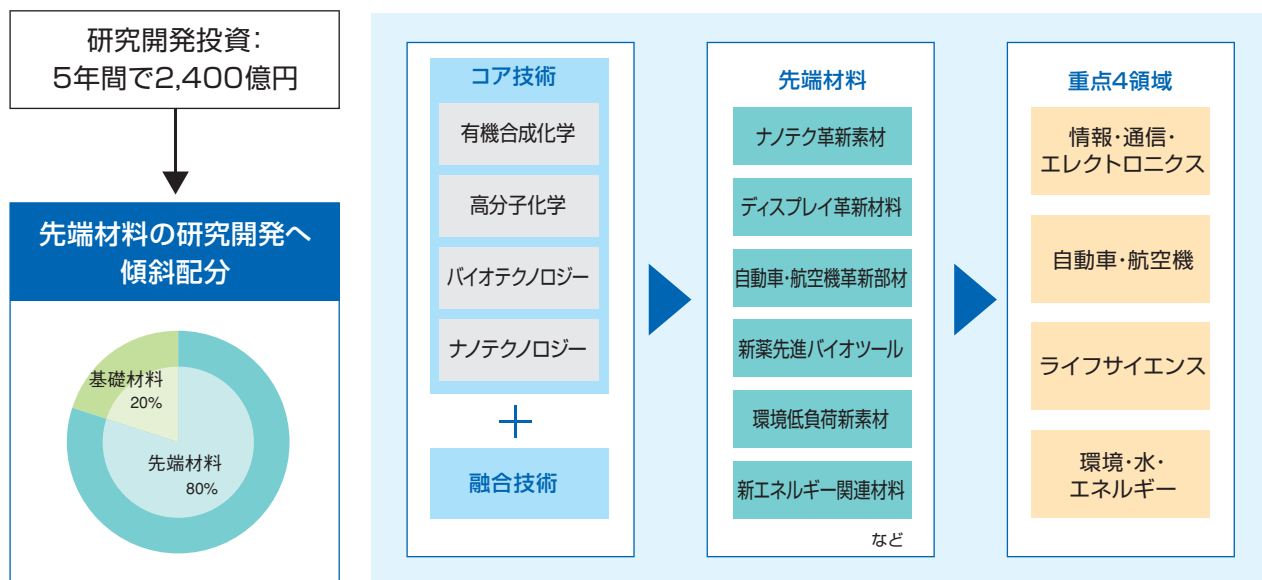 研究開発投資：
5年間で2,400億円
先端材料の研究開発へ
傾斜配分
基礎材料
20%
先端材料
80%
コア技術
有機合成化学
高分子化学
バイオテクノロジー
ナノテクノロジー
＋
融合技術
先端材料
ナノテク革新素材
ディスプレイ革新材料
自動車・航空機革新部材
新薬先進バイオツール
環境低負荷新素材
新エネルギー関連材料
など
重点4領域
情報・通信・
エレクトロニクス
自動車・航空機
ライフサイエンス
環境・水・
エネルギー